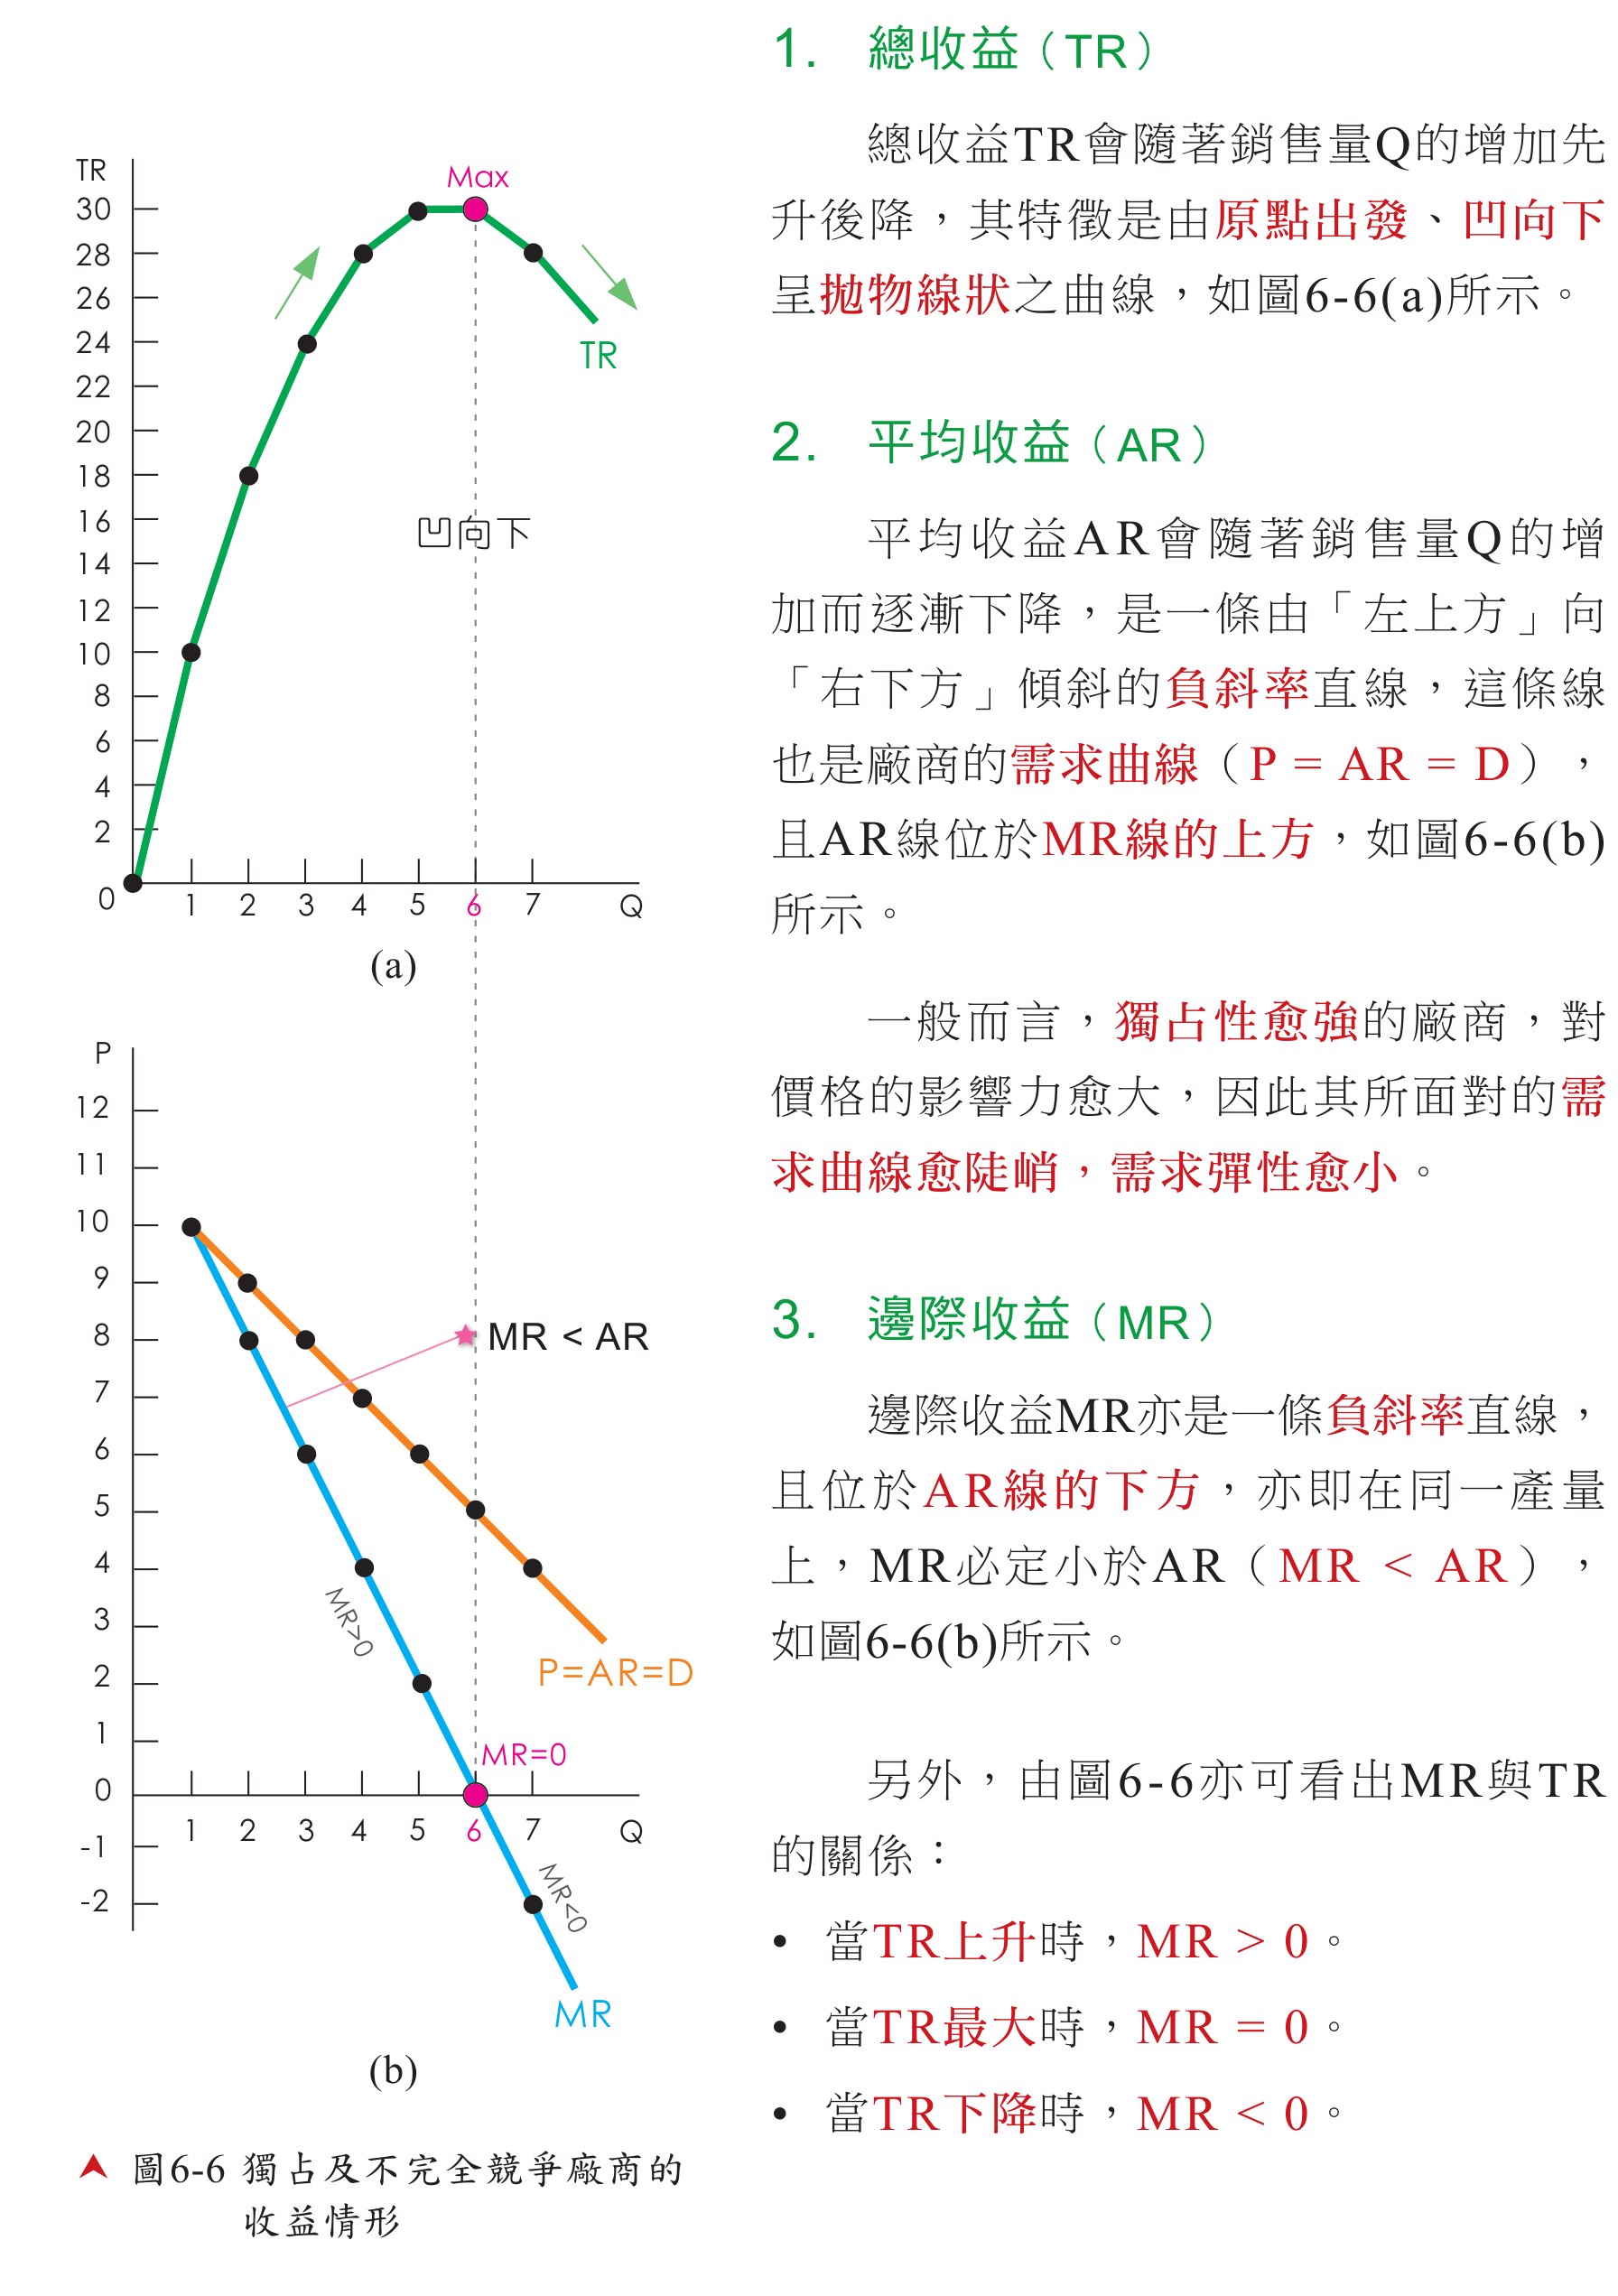 TR
30
28
26
24
22
20
18
16
14
12
10
8
6
4
2
0
1 2 3 4 5 6 7 Q
Max
TR
凹向下
(a)
P
12
11
10
9
8
7
6
5
4
3
2
1
0
-1
-2
1 2 3 4 5 6 7 Q
MR < AR
MR>0
P=AR=D
MR=0
MR<0
MR
(b)
圖6-6 獨占及不完全競爭廠商的
收益情形
1. 總收益（TR）
總收益TR會隨著銷售量Q的增加先
升後降，其特徵是由原點出發、凹向下
呈拋物線狀之曲線，如圖6-6(a)所示。
2. 平均收益（AR）
平均收益AR會隨著銷售量Q的增
加而逐漸下降，是一條由「左上方」向
「右下方」傾斜的負斜率直線，這條線
也是廠商的需求曲線（P = AR = D），
且AR線位於MR線的上方，如圖6-6(b)
所示。
一般而言，獨占性愈強的廠商，對
價格的影響力愈大，因此其所面對的需
求曲線愈陡峭，需求彈性愈小。
3. 邊際收益（MR）
邊際收益MR亦是一條負斜率直線，
且位於AR線的下方，亦即在同一產量
上，MR必定小於AR（MR < AR），
如圖6-6(b)所示。
另外，由圖6-6亦可看出MR與TR
的關係：
• 當TR上升時，MR > 0。
• 當TR最大時，MR = 0。
• 當TR下降時，MR < 0。